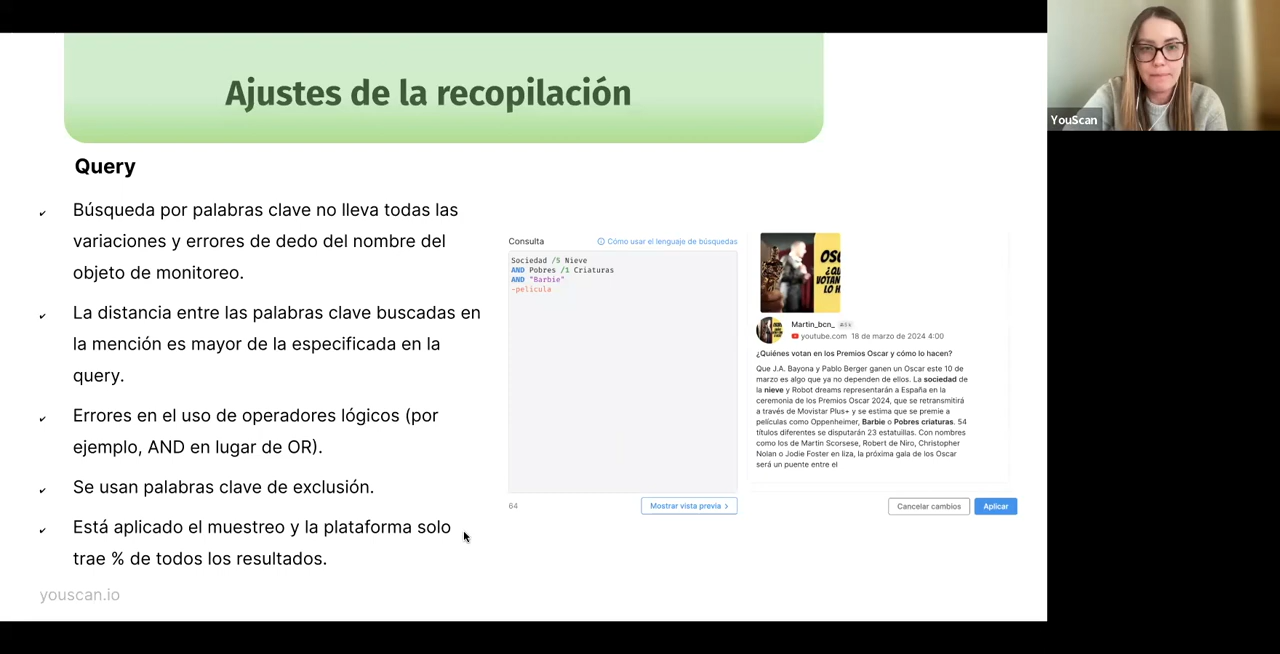 Ajustes de la recopilación
YouScan
Query
✓ Búsqueda por palabras clave no lleva todas las
variaciones y errores de dedo del nombre del
objeto de monitoreo.
✓ La distancia entre las palabras clave buscadas en
la mención es mayor de la especificada en la
query.
✓ Errores en el uso de operadores lógicos (por
ejemplo, AND en lugar de OR).
✓ Se usan palabras clave de exclusión.
✓ Está aplicado el muestreo y la plataforma solo
trae % de todos los resultados.
youscan.io
Consulta
Cómo usar el lenguaje de búsquedas
Sociedad /5 Nieve
AND Pobres /1 Criaturas
AND "Barbie"
-pelicula
64
Mostrar vista previa ›
Martin_bcn_
youtube.com 18 de marzo de 2024 4:00
¿Quiénes votan en los Premios Oscar y cómo lo hacen?
Que J.A. Bayona y Pablo Berger ganen un Oscar este 10 de
marzo es algo que ya no dependen de ellos. La sociedad de
la nieve y Robot dreams representarán a España en la
ceremonia de los Premios Oscar 2024, que se retransmitirá
a través de Movistar Plus+ y se estima que se premie a
películas como Oppenheimer, Barbie o Pobres criaturas. 54
títulos diferentes se disputarán 23 estatuillas. Con nombres
como los de Martin Scorsese, Robert de Niro, Christopher
Nolan o Jodie Foster en liza, la próxima gala de los Oscar
será un puente entre el
Cancelar cambios
Aplicar